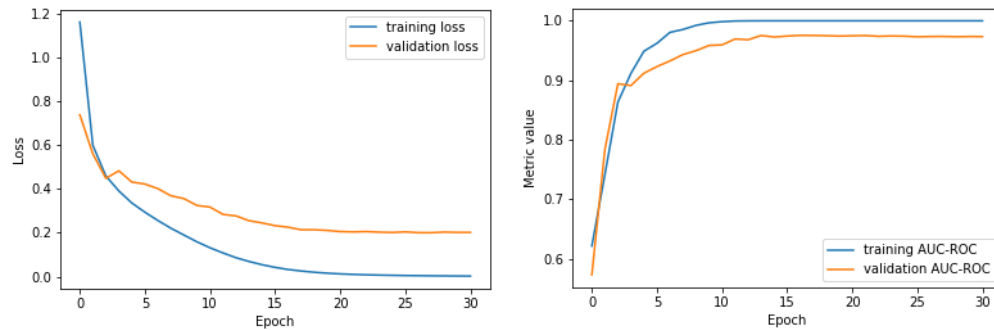 1.2
1.0
0.8
0.6
0.4
0.2
0.0
Loss
training loss
validation loss
0 5 10 15 20 25 30
Epoch
1.0
0.9
0.8
0.7
0.6
Metric value
training AUC-ROC
validation AUC-ROC
0 5 10 15 20 25 30
Epoch